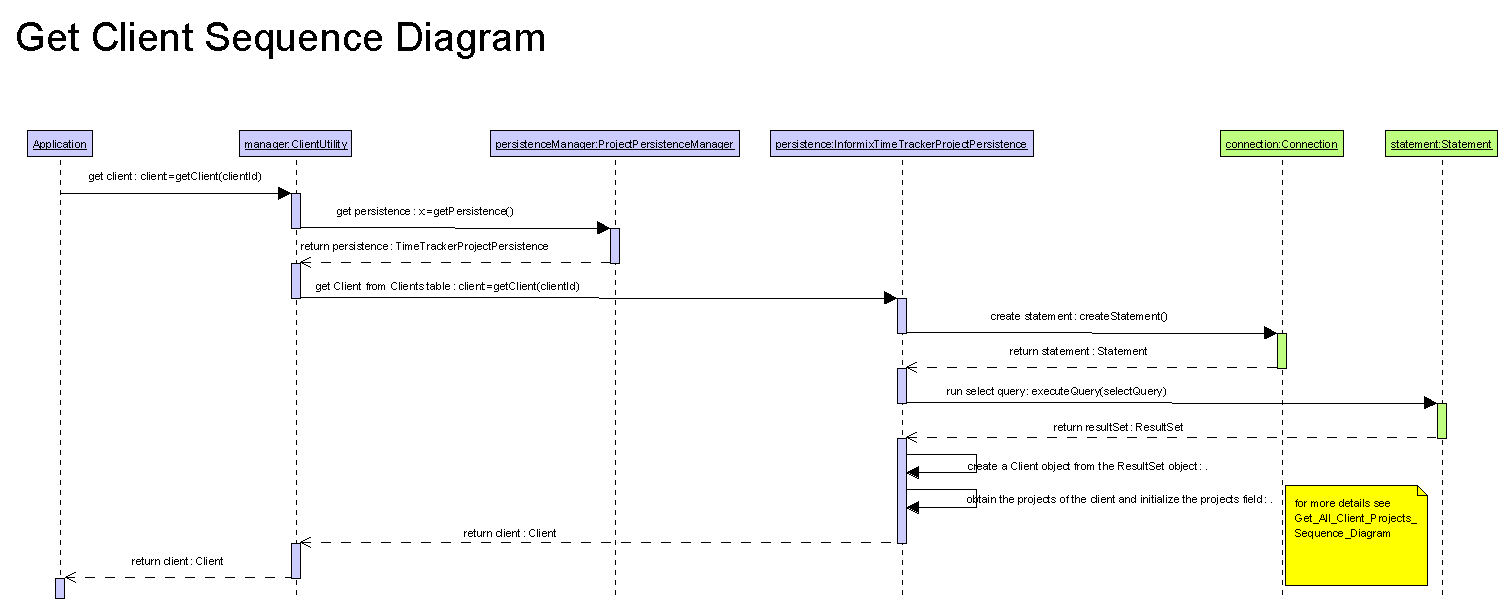 Get Client Sequence Diagram
Application
manager:ClientUtility
persistenceManager:ProjectPersistenceManager
persistence:InformixTimeTrackerProjectPersistence
connection:Connection
statement:Statement
get client : client=getClient(clientId)
get persistence : x=getPersistence()
return persistence : TimeTrackerProjectPersistence
get Client from Clients table : client=getClient(clientId)
create statement : createStatement()
return statement : Statement
run select query : executeQuery(selectQuery)
return resultSet : ResultSet
create a Client object from the ResultSet object : .
obtain the projects of the client and initialize the projects field : .
for more details see
Get_All_Client_Projects_
Sequence_Diagram
return client : Client
return client : Client